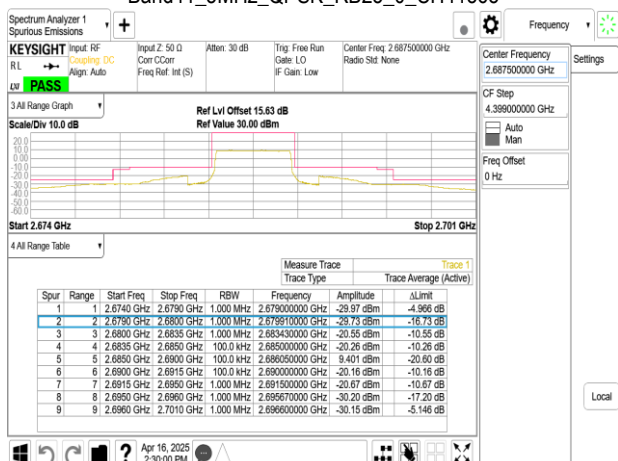 Spectrum Analyzer 1
Spurious Emissions
Frequency
KEYSIGHT
RL
Input: RF
Coupling: DC
Align: Auto
Input Z: 50 Ω
Corr CCorr
Freq Ref: Int (S)
Atten: 30 dB
Trig: Free Run
Gate: LO
IF Gain: Low
Center Freq: 2.687500000 GHz
Radio Std: None
LXI PASS
Center Frequency
2.687500000 GHz
Settings
CF Step
4.399000000 GHz
Auto
Man
Freq Offset
0 Hz
3 All Range Graph
Scale/Div 10.0 dB
Ref Lvl Offset 15.63 dB
Ref Value 30.00 dBm
20.0
10.0
0.00
-10.0
-20.0
-30.0
-40.0
-50.0
-60.0
Start 2.674 GHz
Stop 2.701 GHz
4 All Range Table
Measure Trace Trace 1
Trace Type Trace Average (Active)
Spur Range Start Freq Stop Freq RBW Frequency Amplitude ΔLimit
1 1 2.6740 GHz 2.6790 GHz 1.000 MHz 2.679000000 GHz -29.97 dBm -4.966 dB
2 2 2.6790 GHz 2.6800 GHz 1.000 MHz 2.679910000 GHz -29.73 dBm -16.73 dB
3 3 2.6800 GHz 2.6835 GHz 1.000 MHz 2.683430000 GHz -20.55 dBm -10.55 dB
4 4 2.6835 GHz 2.6850 GHz 100.0 kHz 2.685000000 GHz -20.26 dBm -10.26 dB
5 5 2.6850 GHz 2.6900 GHz 100.0 kHz 2.686050000 GHz 9.401 dBm -20.60 dB
6 6 2.6900 GHz 2.6915 GHz 100.0 kHz 2.690000000 GHz -20.16 dBm -10.16 dB
7 7 2.6915 GHz 2.6950 GHz 1.000 MHz 2.691500000 GHz -20.67 dBm -10.67 dB
8 8 2.6950 GHz 2.6960 GHz 1.000 MHz 2.695670000 GHz -30.20 dBm -17.20 dB
9 9 2.6960 GHz 2.7010 GHz 1.000 MHz 2.696600000 GHz -30.15 dBm -5.146 dB
Local
Apr 16, 2025
2:30:00 PM